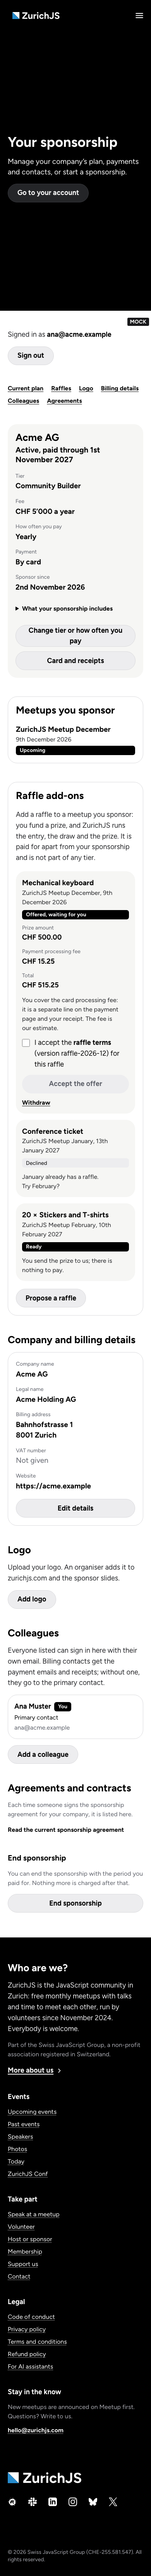 ZurichJS
Your sponsorship
Manage your company's plan, payments
and contacts, or start a sponsorship.
Go to your account
MOCK
Signed in as ana@acme.example
Sign out
Current plan Raffles Logo Billing details
Colleagues Agreements
Acme AG
Active, paid through 1st
November 2027
Tier
Community Builder
Fee
CHF 5'000 a year
How often you pay
Yearly
Payment
By card
Sponsor since
2nd November 2026
What your sponsorship includes
Change tier or how often you
pay
Card and receipts
Meetups you sponsor
ZurichJS Meetup December
9th December 2026
Upcoming
Raffle add-ons
Add a raffle to a meetup you sponsor:
you fund a prize, and ZurichJS runs
the entry, the draw and the prize. It is
paid for apart from your sponsorship
and is not part of any tier.
Mechanical keyboard
ZurichJS Meetup December, 9th
December 2026
Offered, waiting for you
Prize amount
CHF 500.00
Payment processing fee
CHF 15.25
Total
CHF 515.25
You cover the card processing fee:
it is a separate line on the payment
page and your receipt. The fee is
our estimate.
I accept the raffle terms
(version raffle-2026-12) for
this raffle
Accept the offer
Withdraw
Conference ticket
ZurichJS Meetup January, 13th
January 2027
Declined
January already has a raffle.
Try February?
20 × Stickers and T-shirts
ZurichJS Meetup February, 10th
February 2027
Ready
You send the prize to us; there is
nothing to pay.
Propose a raffle
Company and billing details
Company name
Acme AG
Legal name
Acme Holding AG
Billing address
Bahnhofstrasse 1
8001 Zurich
VAT number
Not given
Website
https://acme.example
Edit details
Logo
Upload your logo. An organiser adds it to
zurichjs.com and the sponsor slides.
Add logo
Colleagues
Everyone listed can sign in here with their
own email. Billing contacts get the
payment emails and receipts; without one,
they go to the primary contact.
Ana Muster You
Primary contact
ana@acme.example
Add a colleague
Agreements and contracts
Each time someone signs the sponsorship
agreement for your company, it is listed here.
Read the current sponsorship agreement
End sponsorship
You can end the sponsorship with the period you
paid for. Nothing more is charged after that.
End sponsorship
Who are we?
ZurichJS is the JavaScript community in
Zurich: free monthly meetups with talks
and time to meet each other, run by
volunteers since November 2024.
Everybody is welcome.
Part of the Swiss JavaScript Group, a non-profit
association registered in Switzerland.
More about us
Events
Upcoming events
Past events
Speakers
Photos
Today
ZurichJS Conf
Take part
Speak at a meetup
Volunteer
Host or sponsor
Membership
Support us
Contact
Legal
Code of conduct
Privacy policy
Terms and conditions
Refund policy
For AI assistants
Stay in the know
New meetups are announced on Meetup first.
Questions? Write to us.
hello@zurichjs.com
ZurichJS
© 2026 Swiss JavaScript Group (CHE-255.581.547). All
rights reserved.